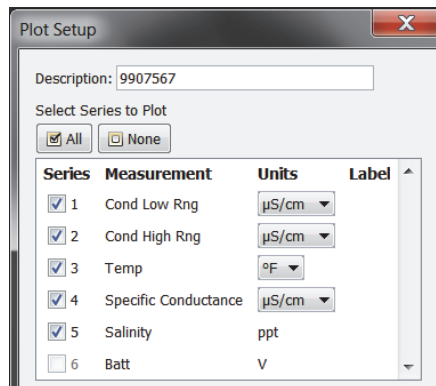 Plot Setup
Description: 9907567
Select Series to Plot
All None
Series Measurement Units Label
1 Cond Low Rng µS/cm
2 Cond High Rng µS/cm
3 Temp °F
4 Specific Conductance µS/cm
5 Salinity ppt
6 Batt V